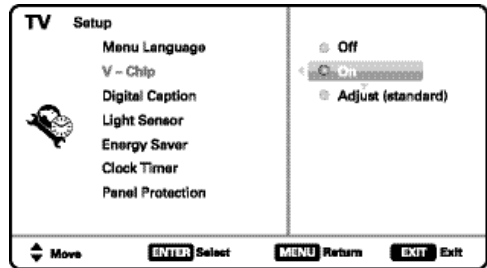 TV Setup
Menu Language
V – Chip
Digital Caption
Light Sensor
Energy Saver
Clock Timer
Panel Protection
Off
On
Adjust (standard)
Move ENTER Select MENU Return EXIT Exit